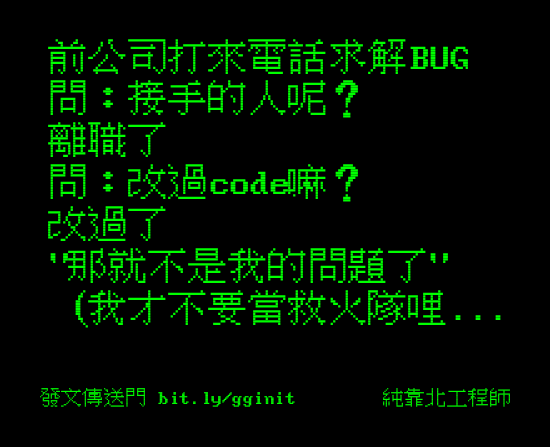 前公司打來電話求解BUG
問：接手的人呢？
離職了
問：改過code嘛？
改過了
"那就不是我的問題了"
(我才不要當救火隊哩...
發文傳送門 bit.ly/gginit
純靠北工程師